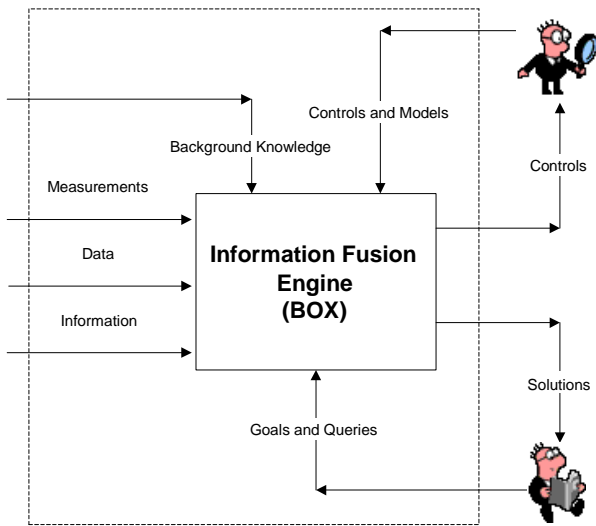 Controls and Models
Background Knowledge
Controls
Measurements
Data
Information
Information Fusion
Engine
(BOX)
Solutions
Goals and Queries